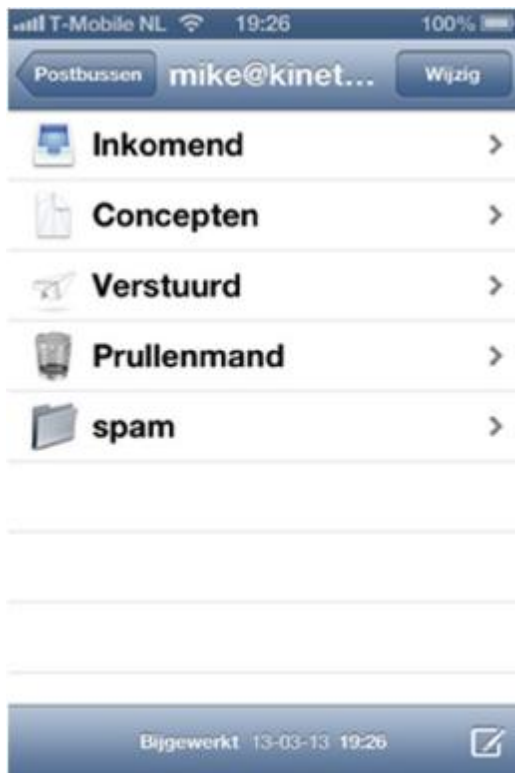 T-Mobile NL 19:26 100%
Postbussen mike@kinet... Wijzig
Inkomend
Concepten
Verstuurd
Prullenmand
spam
Bijgewerkt 13-03-13 19:26